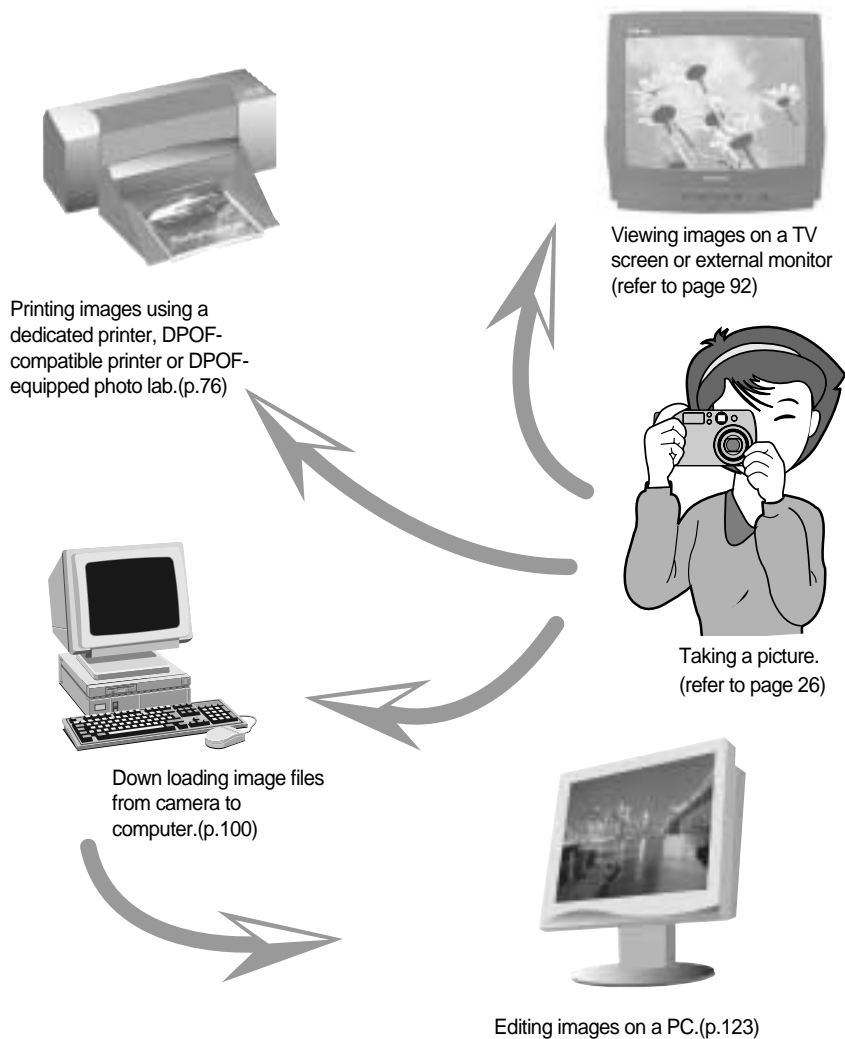 Viewing images on a TV
screen or external monitor
(refer to page 92)
Printing images using a
dedicated printer, DPOF-
compatible printer or DPOF-
equipped photo lab.(p.76)
Taking a picture.
(refer to page 26)
Down loading image files
from camera to
computer.(p.100)
Editing images on a PC.(p.123)